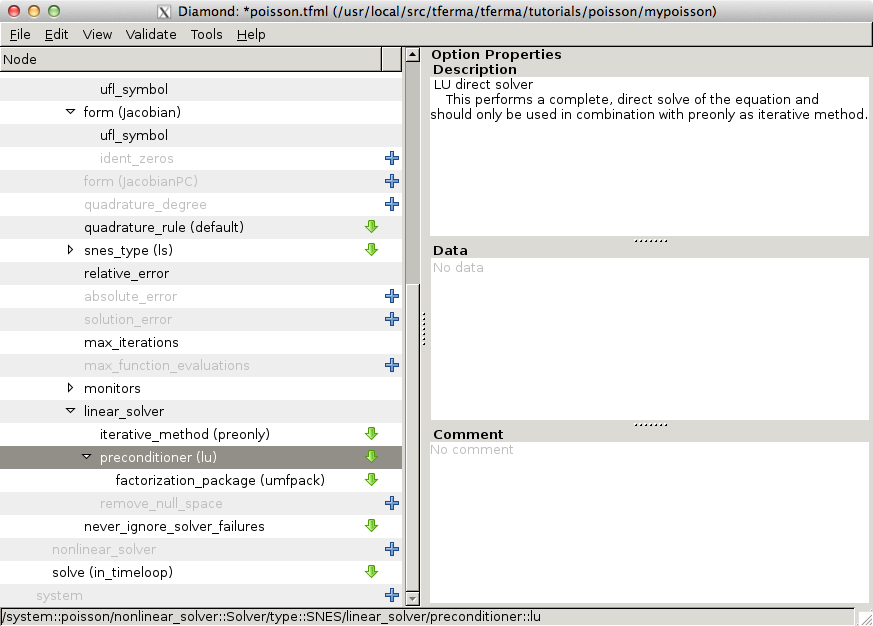 Diamond: *poisson.tfml (/usr/local/src/tferma/tferma/tutorials/poisson/mypoisson)
File Edit View Validate Tools Help
Node
ufl_symbol
form (Jacobian)
ufl_symbol
ident_zeros
form (JacobianPC)
quadrature_degree
quadrature_rule (default)
snes_type (ls)
relative_error
absolute_error
solution_error
max_iterations
max_function_evaluations
monitors
linear_solver
iterative_method (preonly)
preconditioner (lu)
factorization_package (umfpack)
remove_null_space
never_ignore_solver_failures
nonlinear_solver
solve (in_timeloop)
system
Option Properties
Description
LU direct solver
This performs a complete, direct solve of the equation and
should only be used in combination with preonly as iterative method.
Data
No data
Comment
No comment
/system::poisson/nonlinear_solver::Solver/type::SNES/linear_solver/preconditioner::lu